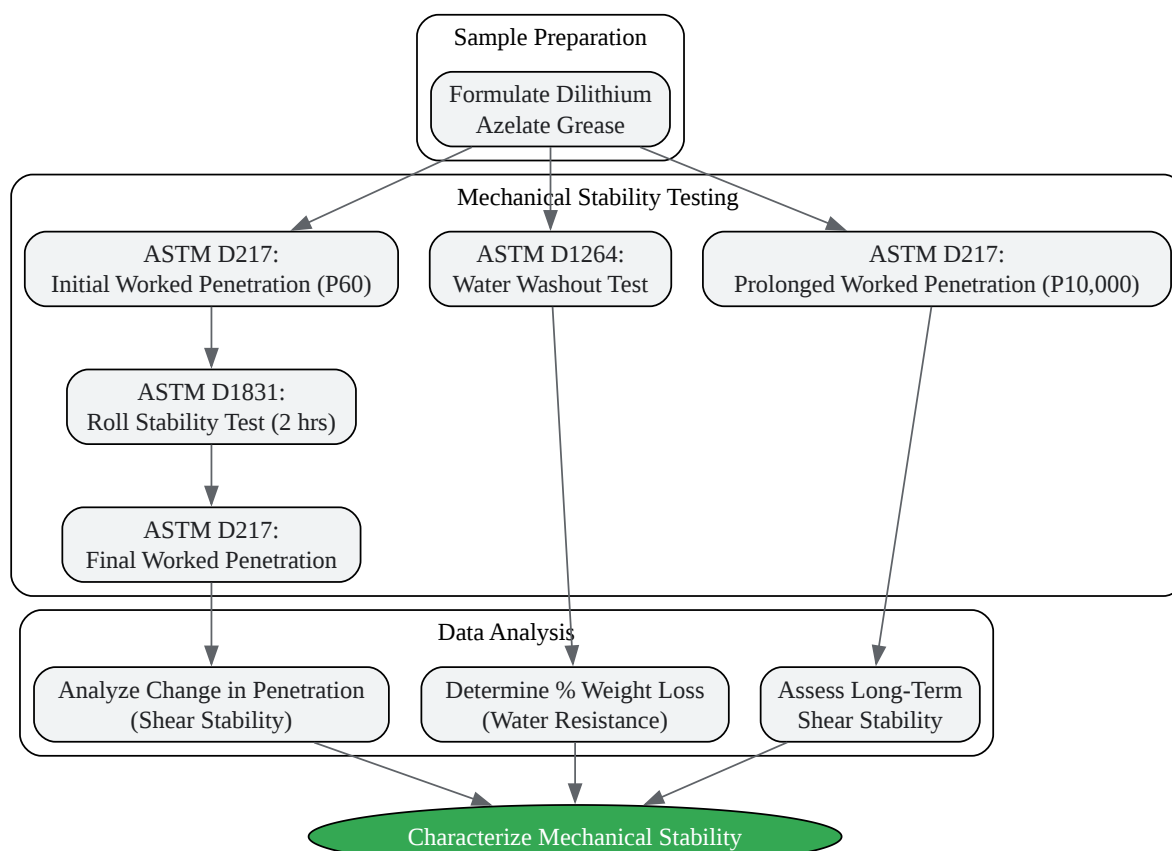 Sample Preparation
Formulate Dilithium
Azelate Grease
Mechanical Stability Testing
ASTM D217:
Initial Worked Penetration (P60)
ASTM D1264:
Water Washout Test
ASTM D217:
Prolonged Worked Penetration (P10,000)
ASTM D1831:
Roll Stability Test (2 hrs)
ASTM D217:
Final Worked Penetration
Data Analysis
Analyze Change in Penetration
(Shear Stability)
Determine % Weight Loss
(Water Resistance)
Assess Long-Term
Shear Stability
Characterize Mechanical Stability